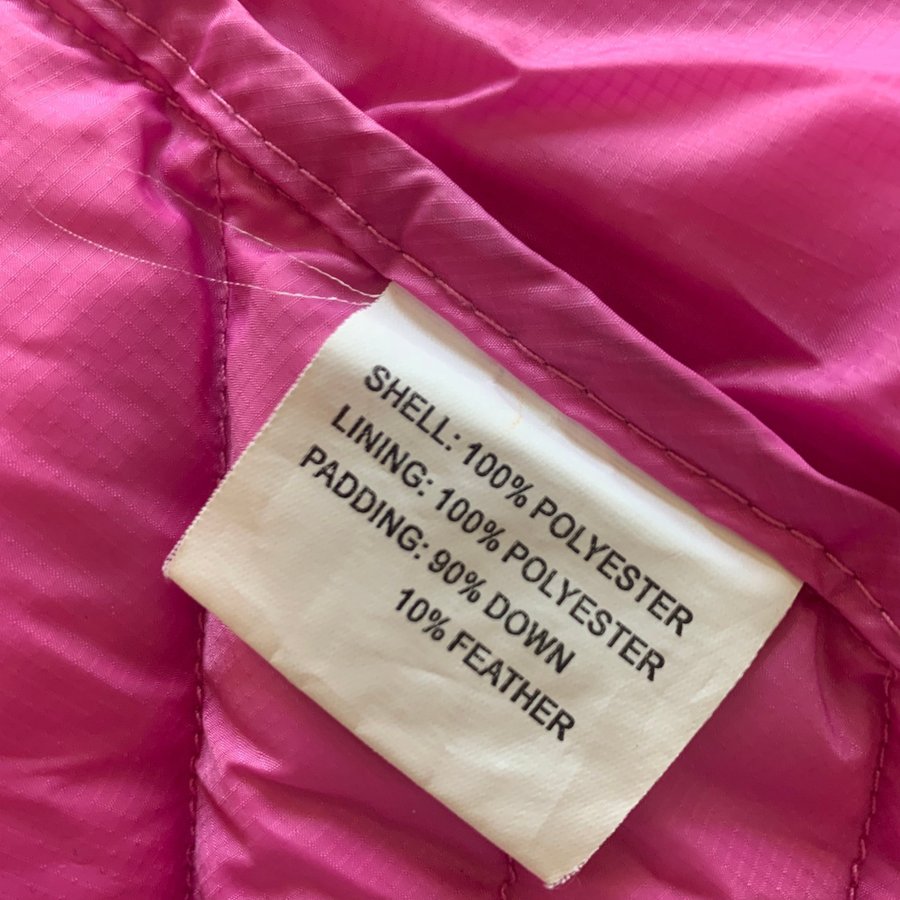 SHELL: 100% POLYESTER
LINING: 100% POLYESTER
PADDING: 90% DOWN
10% FEATHER